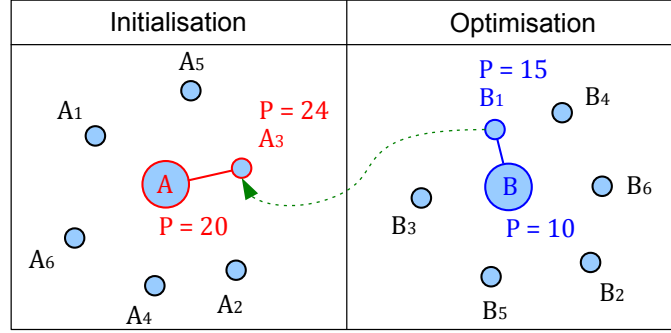 Initialisation
Optimisation
A5
P = 15
B1
B4
A1
P = 24
A3
A
B
B6
P = 20
B3
P = 10
A6
A4
A2
B2
B5